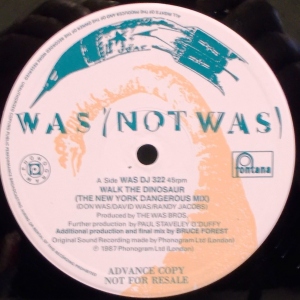 WAS (NOT WAS)
PHONOGRAM
fontana
A Side WAS DJ 322 45rpm
WALK THE DINOSAUR
(THE NEW YORK DANGEROUS MIX)
(DON WAS/DAVID WAS/RANDY JACOBS)
Produced by THE WAS BROS.
Further production by PAUL STAVELEY O'DUFFY
Additional production and final mix by BRUCE FOREST
Original Sound Recording made by Phonogram Ltd (London)
℗ 1987 Phonogram Ltd (London)
ADVANCE COPY
NOT FOR RESALE